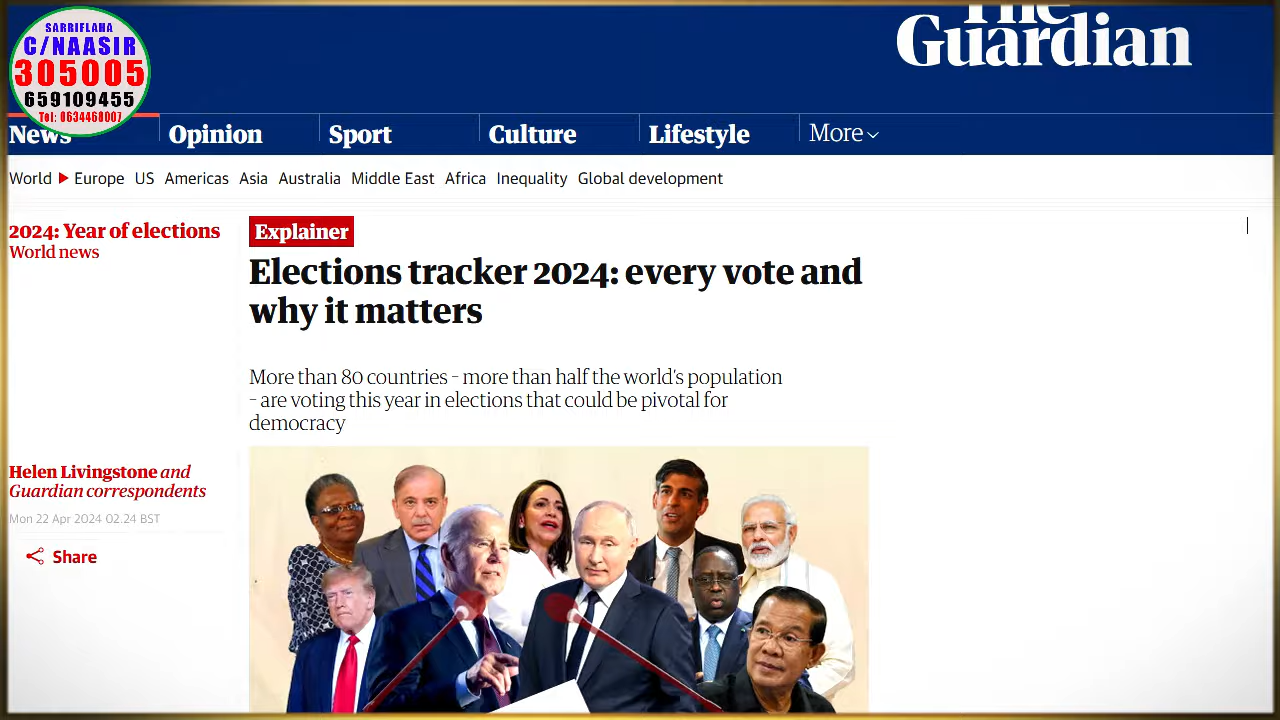 SARRIFLAHA
C/NAASIR
305005
659109455
Tel: 0634468007
The
Guardian
News
Opinion
Sport
Culture
Lifestyle
More
World
Europe
US
Americas
Asia
Australia
Middle East
Africa
Inequality
Global development
2024: Year of elections
World news
Explainer
Elections tracker 2024: every vote and
why it matters
More than 80 countries – more than half the world's population
– are voting this year in elections that could be pivotal for
democracy
Helen Livingstone and
Guardian correspondents
Mon 22 Apr 2024 02.24 BST
Share